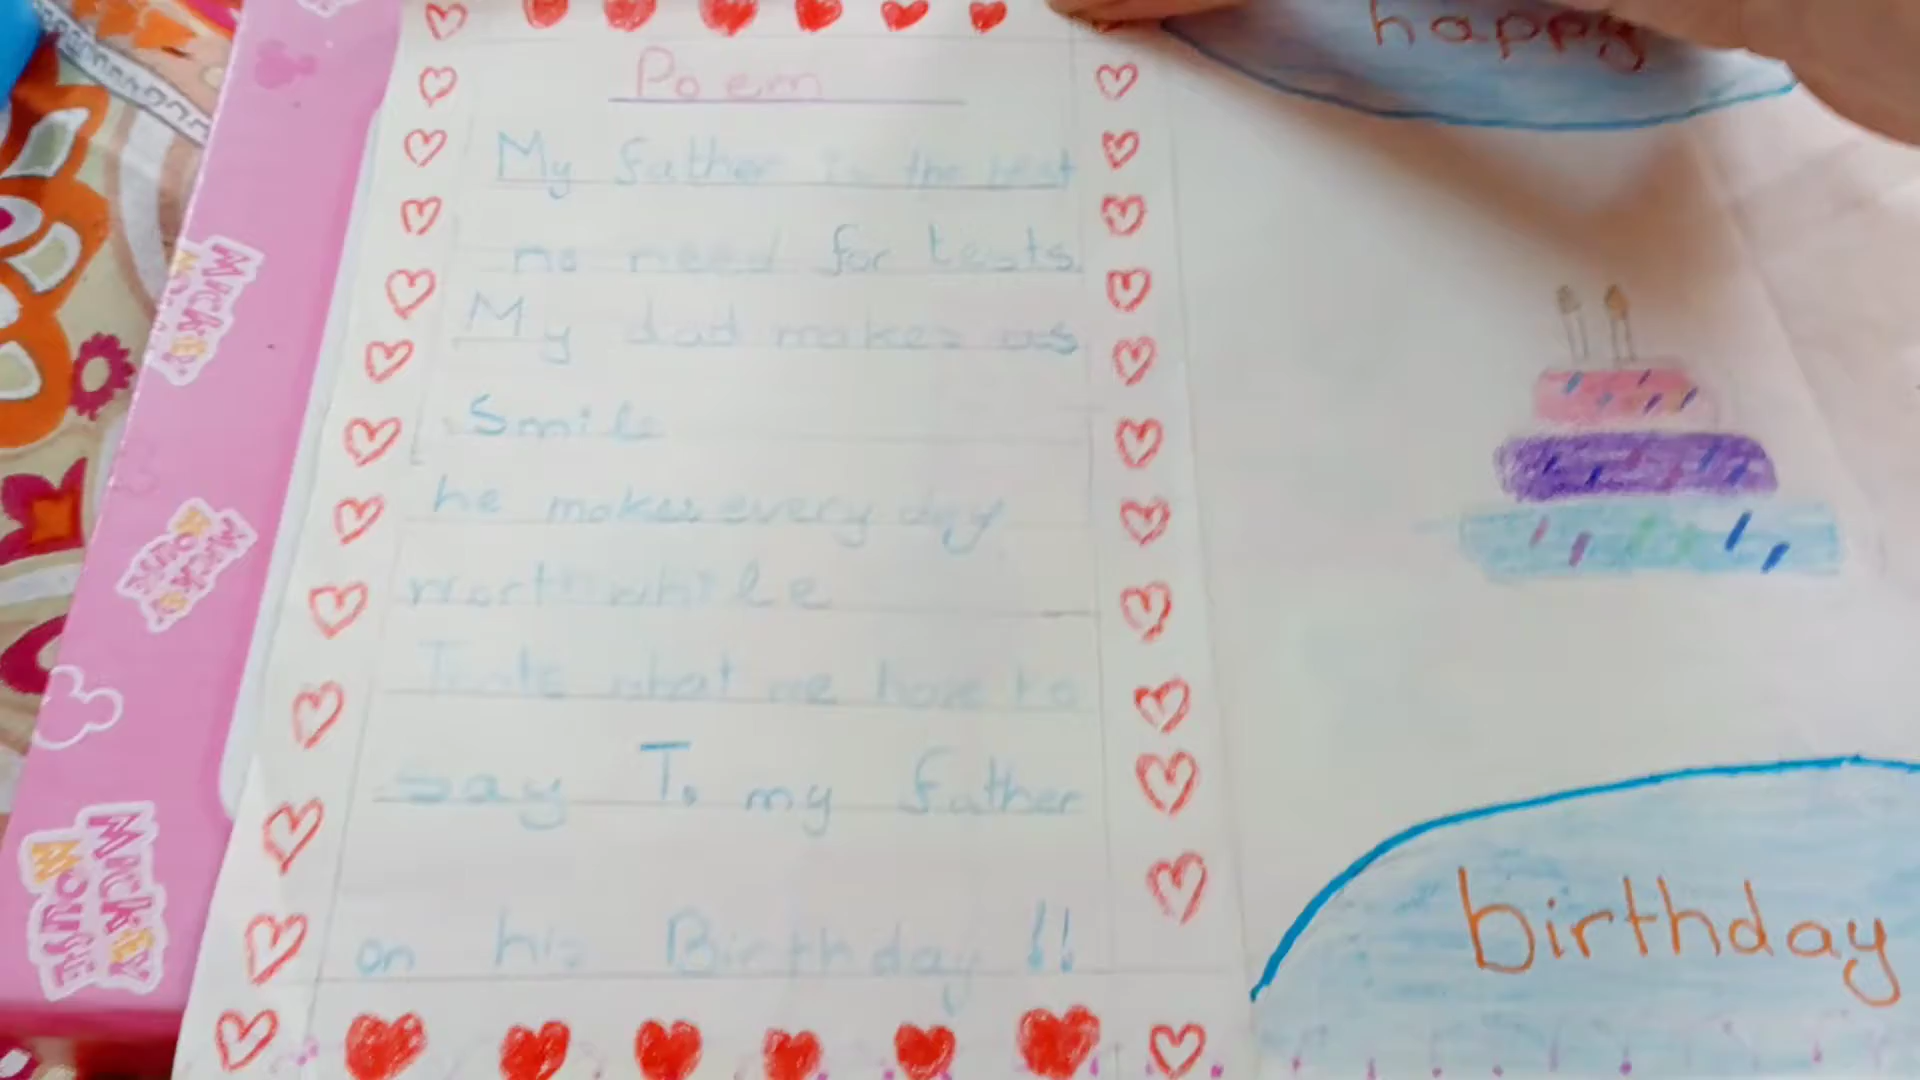 Poem
My father is the best
no need for tests
My dad makes us
Smile
he makes every day
worth while
what we have to
say To my father
on his Birthday !!
happy
birthday
MICKEY
MOUSE
MICKEY
MOUSE
MICKEY
MOUSE